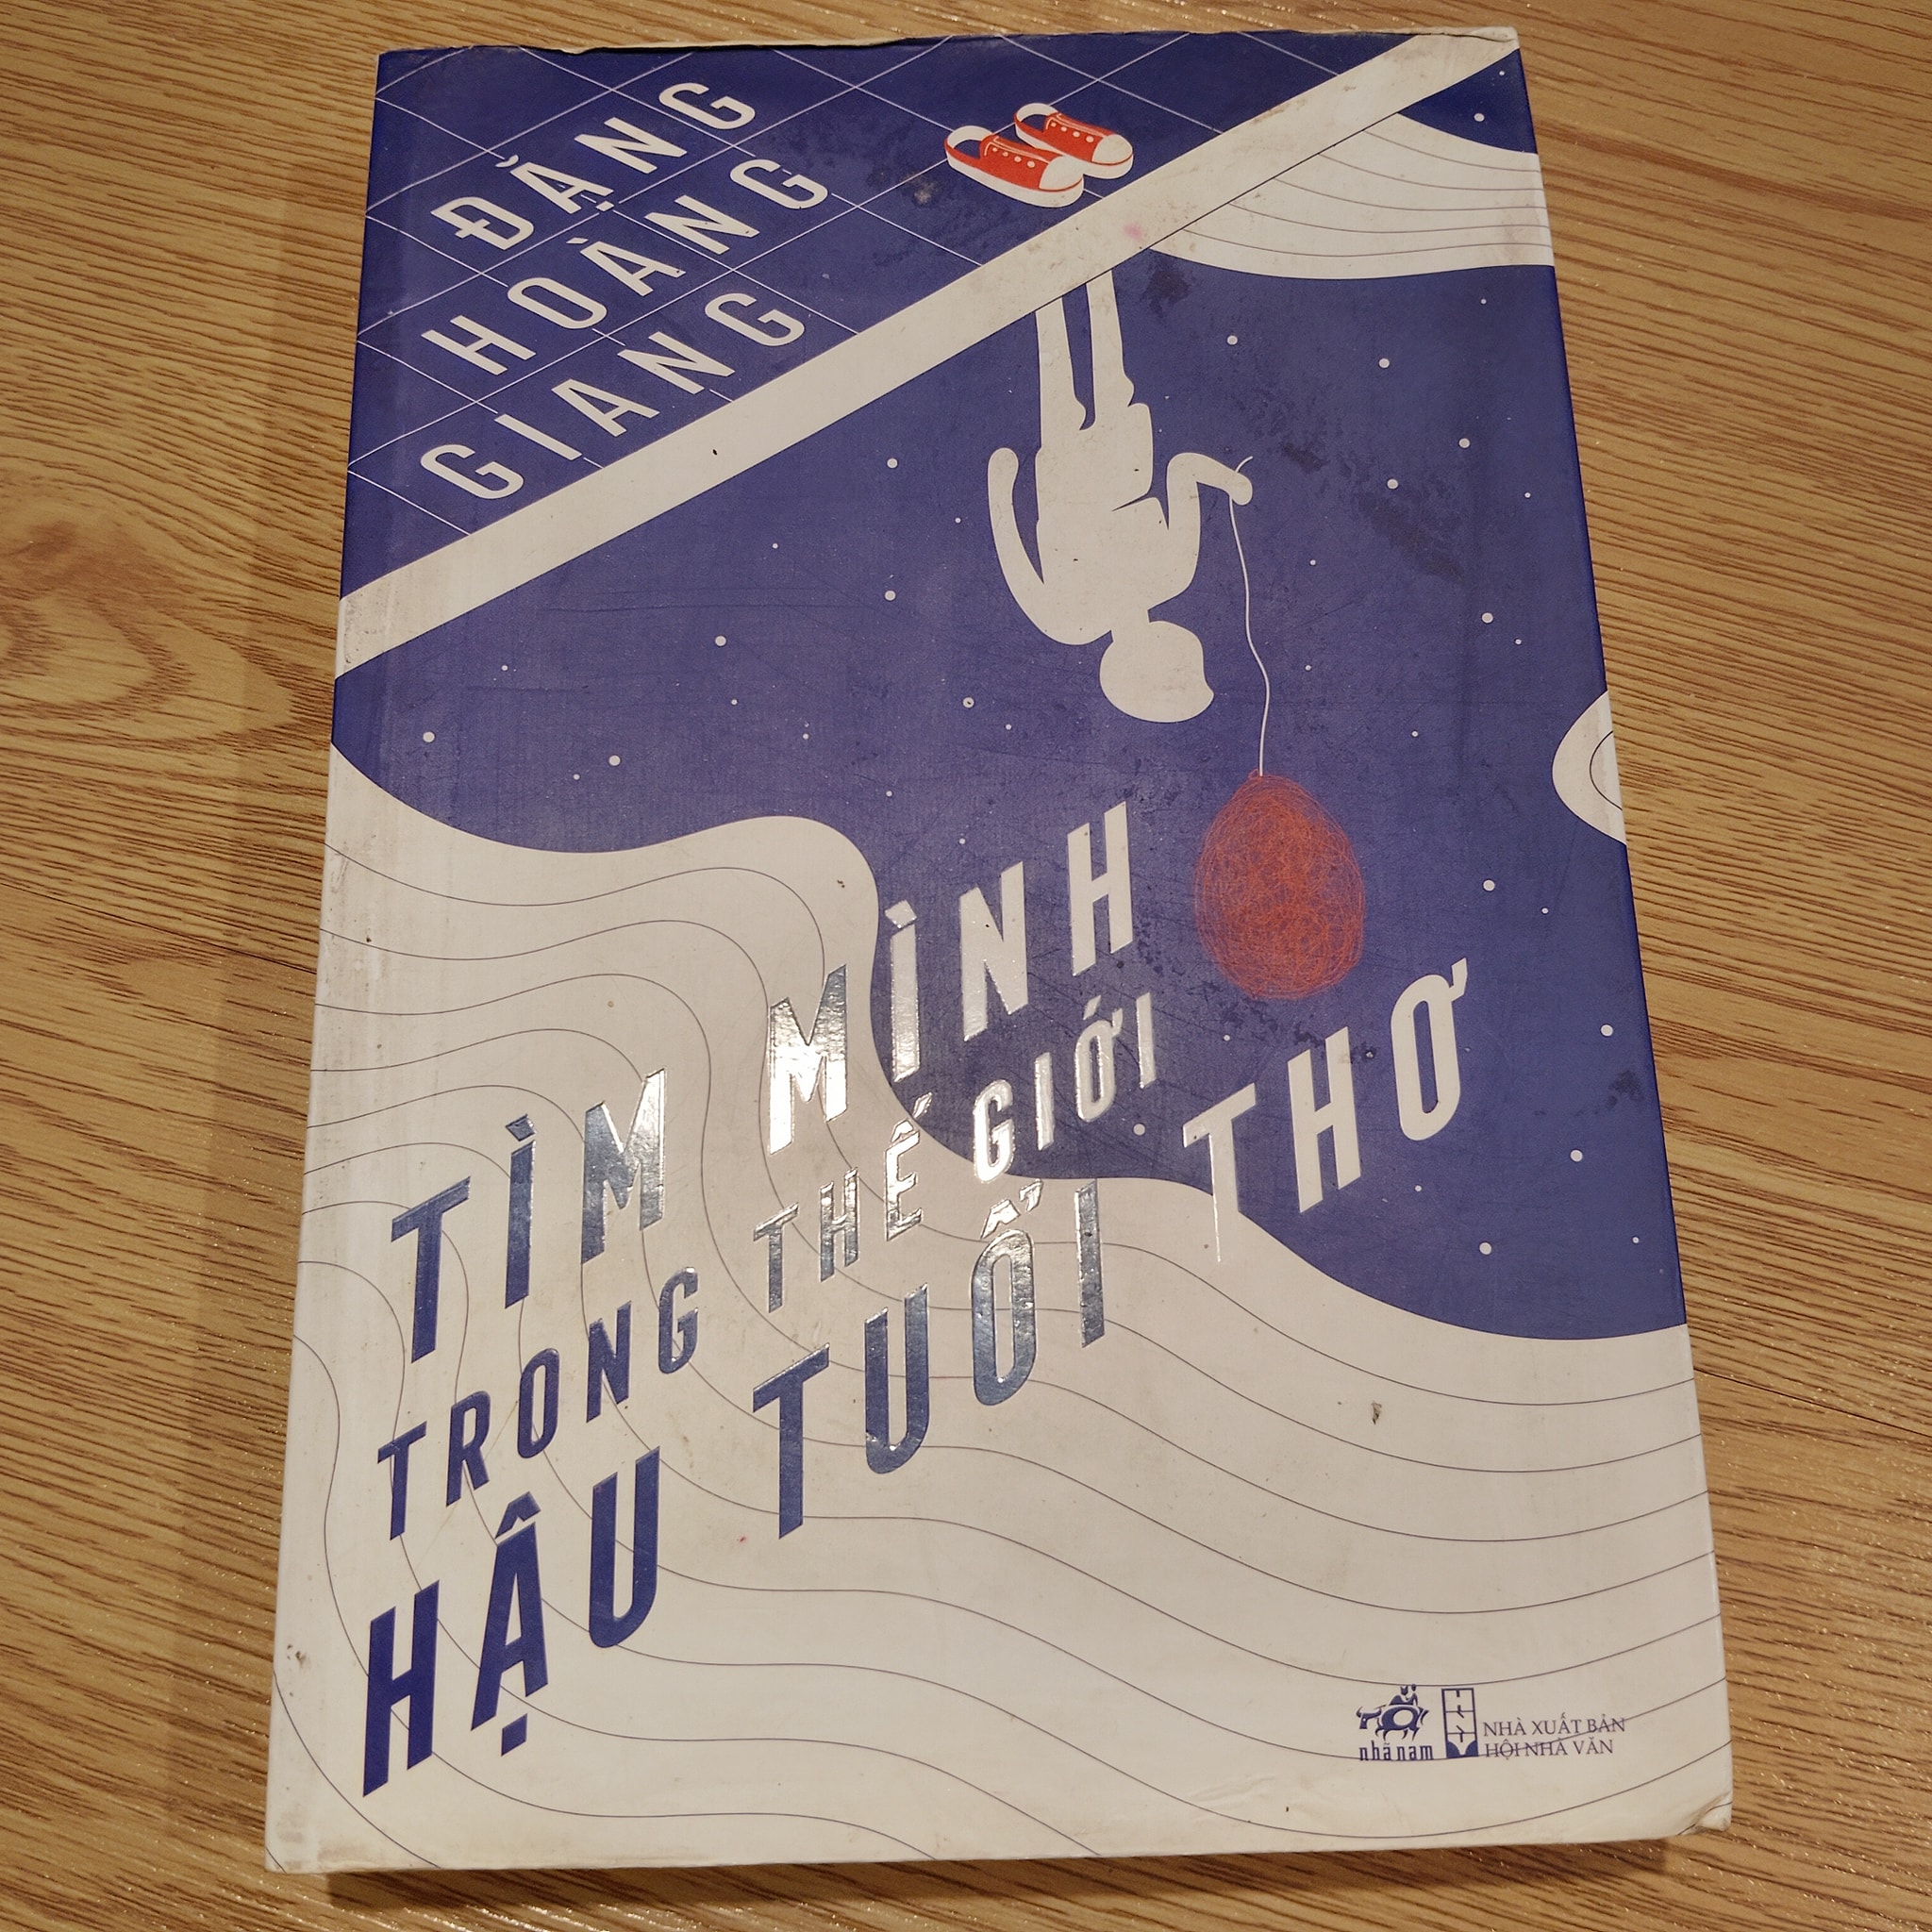 ĐẶNG
HOÀNG
GIANG
TÌM MÌNH
TRONG THẾ GIỚI
HẬU TUỔI THƠ
nhã nam
NHÀ XUẤT BẢN
HỘI NHÀ VĂN